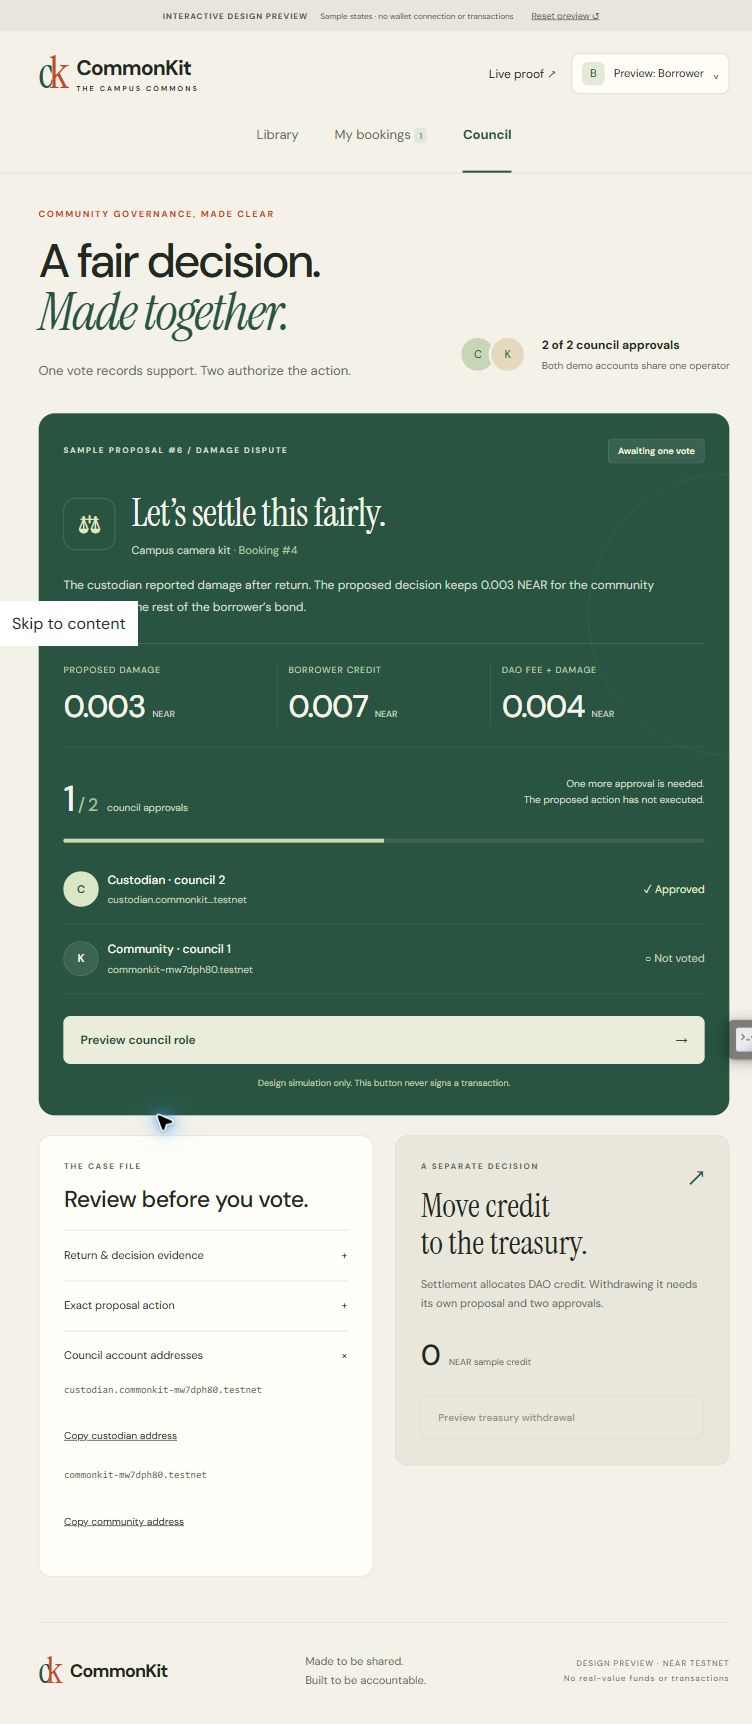 INTERACTIVE DESIGN PREVIEW Sample states · no wallet connection or transactions Reset preview ↺
ck CommonKit
THE CAMPUS COMMONS
Live proof ↗
B Preview: Borrower v
Library My bookings 1 Council
COMMUNITY GOVERNANCE, MADE CLEAR
A fair decision.
Made together.
One vote records support. Two authorize the action.
C K
2 of 2 council approvals
Both demo accounts share one operator
SAMPLE PROPOSAL #6 / DAMAGE DISPUTE
Awaiting one vote
Let’s settle this fairly.
Campus camera kit · Booking #4
The custodian reported damage after return. The proposed decision keeps 0.003 NEAR for the community
he rest of the borrower’s bond.
Skip to content
PROPOSED DAMAGE BORROWER CREDIT DAO FEE + DAMAGE
0.003 NEAR 0.007 NEAR 0.004 NEAR
1 / 2 council approvals
One more approval is needed.
The proposed action has not executed.
C Custodian · council 2
custodian.commonkit…testnet
✓ Approved
K Community · council 1
commonkit-mw7dph80.testnet
○ Not voted
Preview council role →
Design simulation only. This button never signs a transaction.
THE CASE FILE
Review before you vote.
Return & decision evidence +
Exact proposal action +
Council account addresses ×
custodian.commonkit-mw7dph80.testnet
Copy custodian address
commonkit-mw7dph80.testnet
Copy community address
A SEPARATE DECISION ↗
Move credit
to the treasury.
Settlement allocates DAO credit. Withdrawing it needs
its own proposal and two approvals.
0 NEAR sample credit
Preview treasury withdrawal
ck CommonKit
Made to be shared.
Built to be accountable.
DESIGN PREVIEW · NEAR TESTNET
No real-value funds or transactions